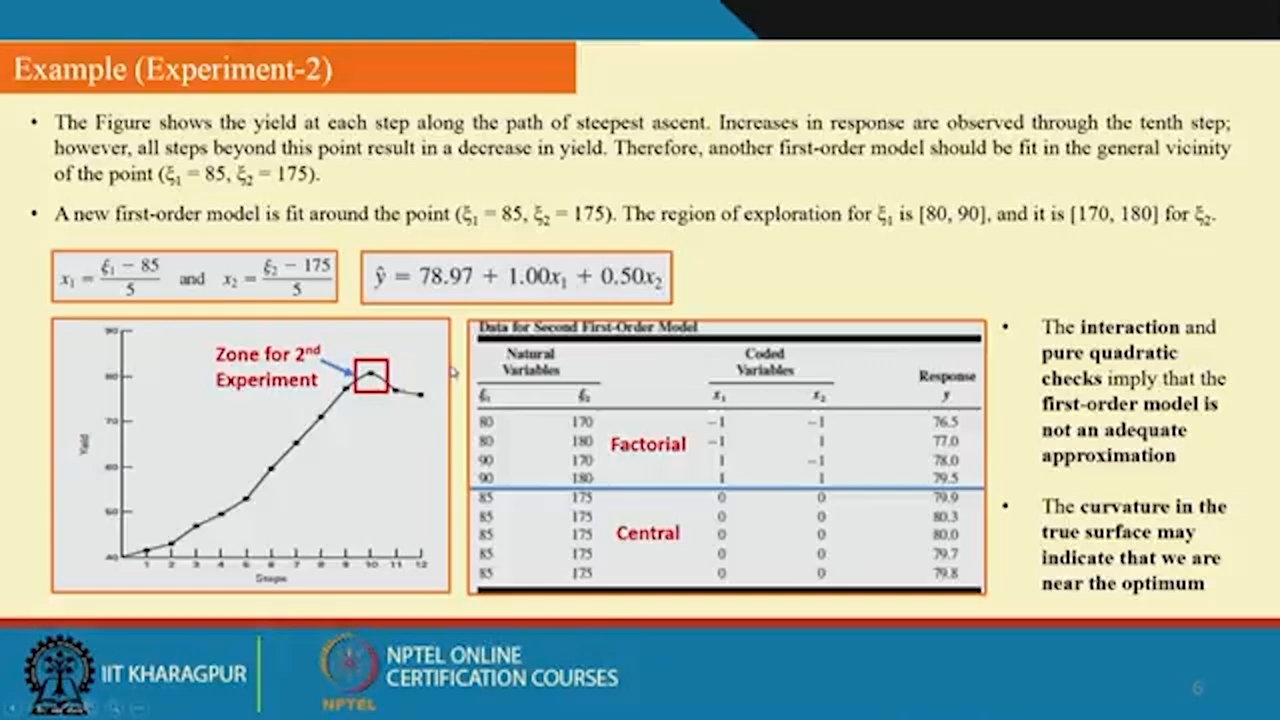 Example (Experiment-2)
• The Figure shows the yield at each step along the path of steepest ascent. Increases in response are observed through the tenth step;
however, all steps beyond this point result in a decrease in yield. Therefore, another first-order model should be fit in the general vicinity
of the point (ξ₁ = 85, ξ₂ = 175).
• A new first-order model is fit around the point (ξ₁ = 85, ξ₂ = 175). The region of exploration for ξ₁ is [80, 90], and it is [170, 180] for ξ₂.
x₁ = (ξ₁ − 85)/5 and x₂ = (ξ₂ − 175)/5
ŷ = 78.97 + 1.00x₁ + 0.50x₂
90
80
70
60
50
40
Yield
1 2 3 4 5 6 7 8 9 10 11 12
Steps
Zone for 2nd
Experiment
Data for Second First-Order Model
Natural Variables Coded Variables Response
ξ₁ ξ₂ x₁ x₂ y
80 170 −1 −1 76.5
80 180 −1 1 77.0
90 170 1 −1 78.0
90 180 1 1 79.5
85 175 0 0 79.9
85 175 0 0 80.3
85 175 0 0 80.0
85 175 0 0 79.7
85 175 0 0 79.8
Factorial
Central
• The interaction and
pure quadratic
checks imply that the
first-order model is
not an adequate
approximation
• The curvature in the
true surface may
indicate that we are
near the optimum
IIT KHARAGPUR
NPTEL
NPTEL ONLINE
CERTIFICATION COURSES
6